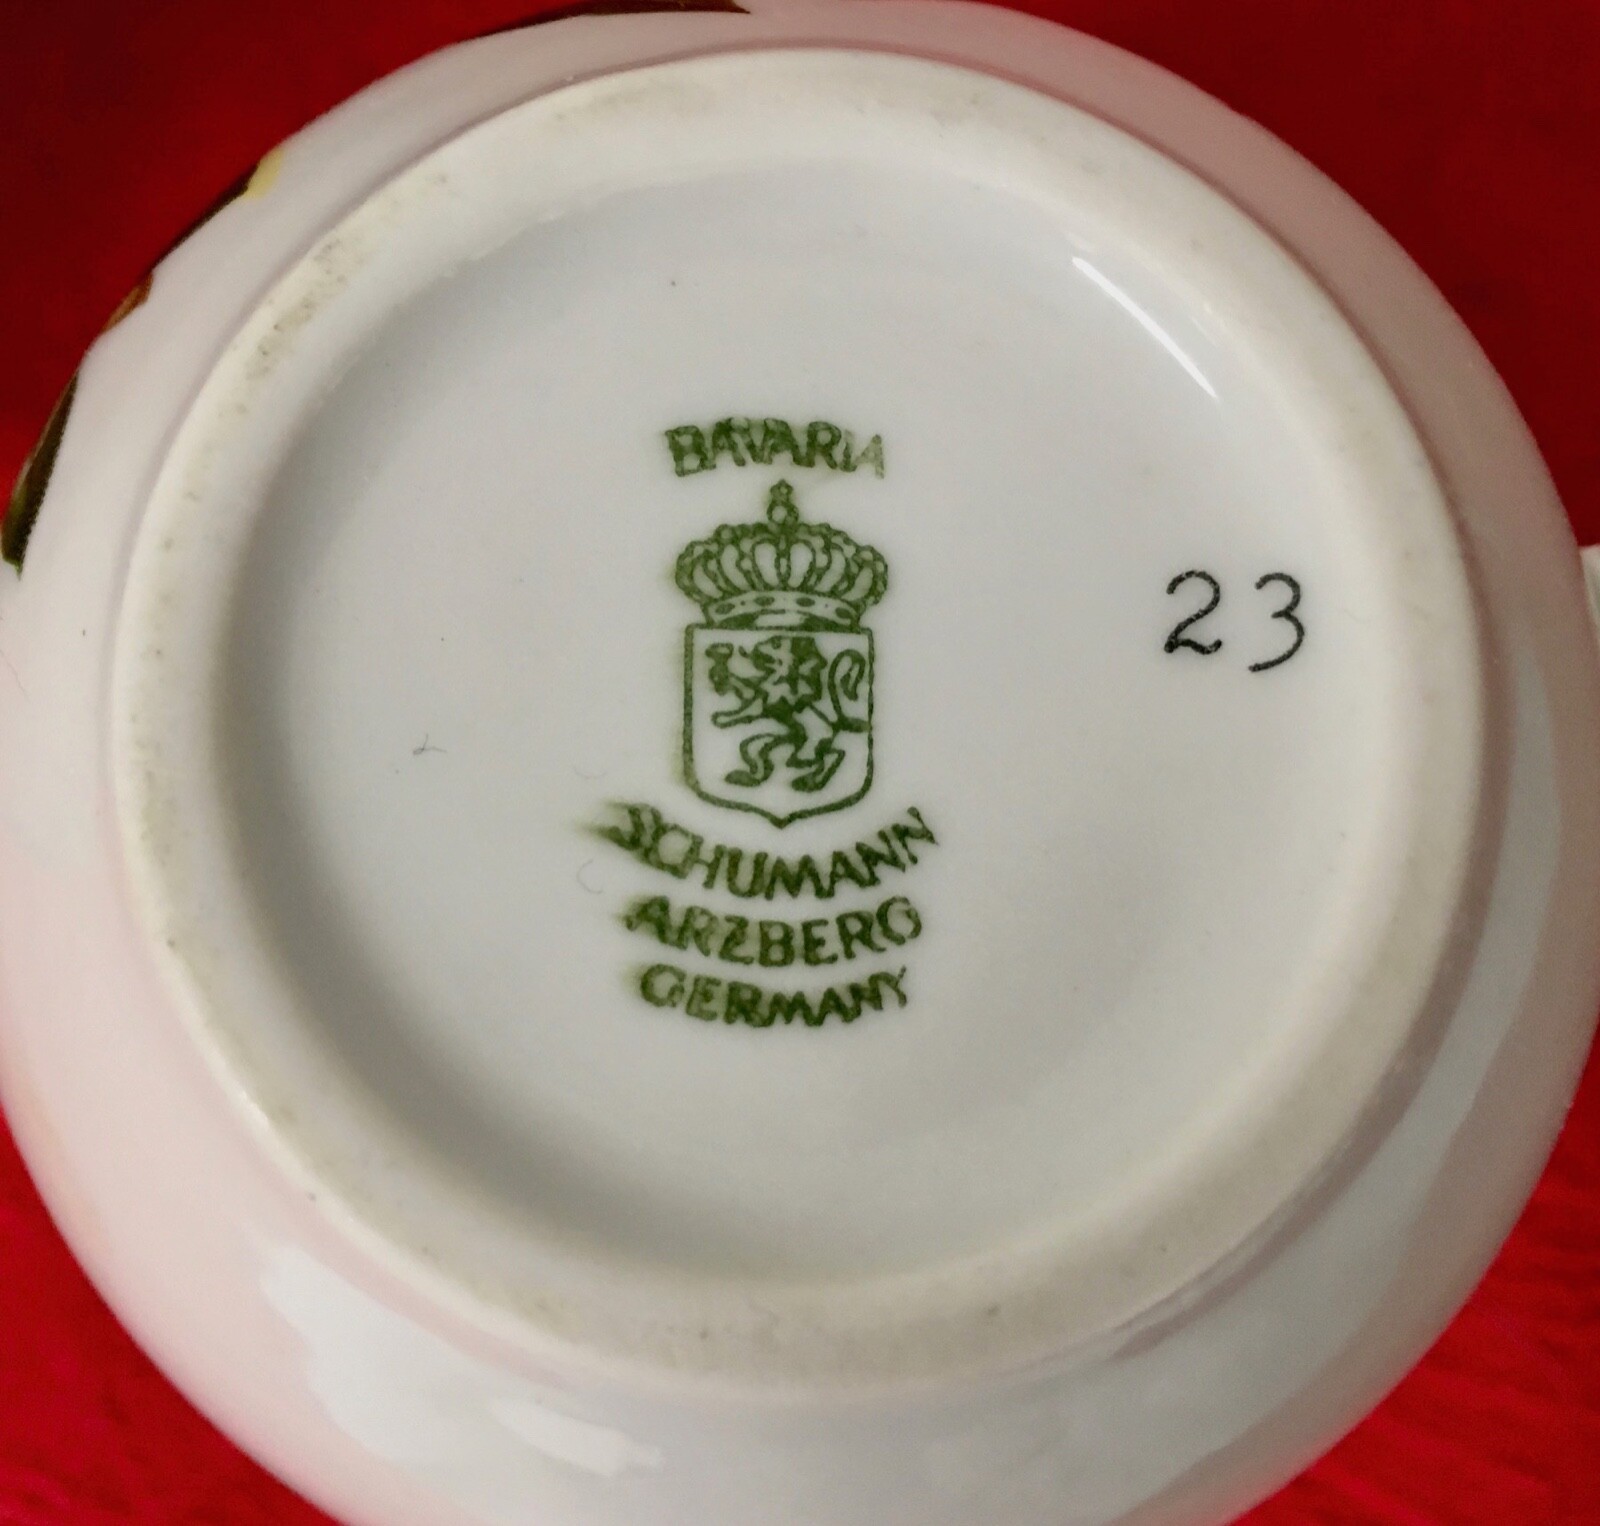 BAVARIA
23
SCHUMANN
ARZBERG
GERMANY